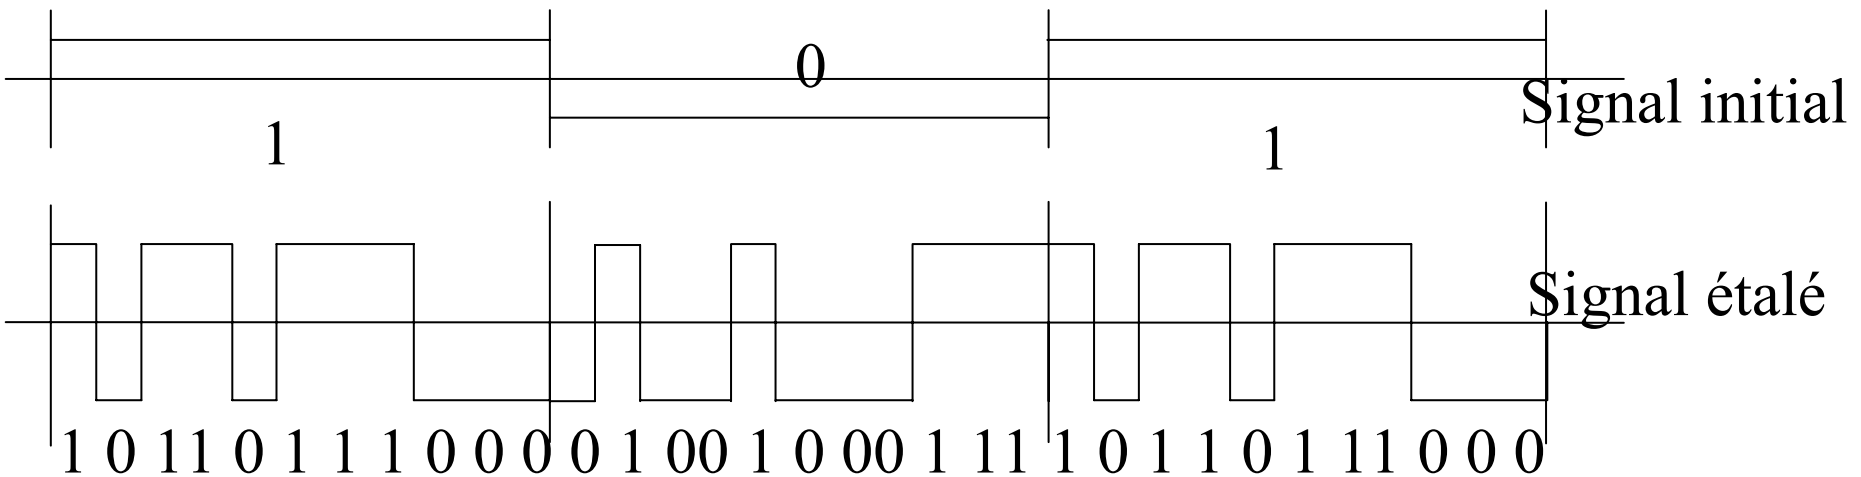 0
Signal initial
1 1
Signal étalé
1 0 11 0 1 1 1 0 0 0 0 1 00 1 0 00 1 11 1 0 1 1 0 1 11 0 0 0